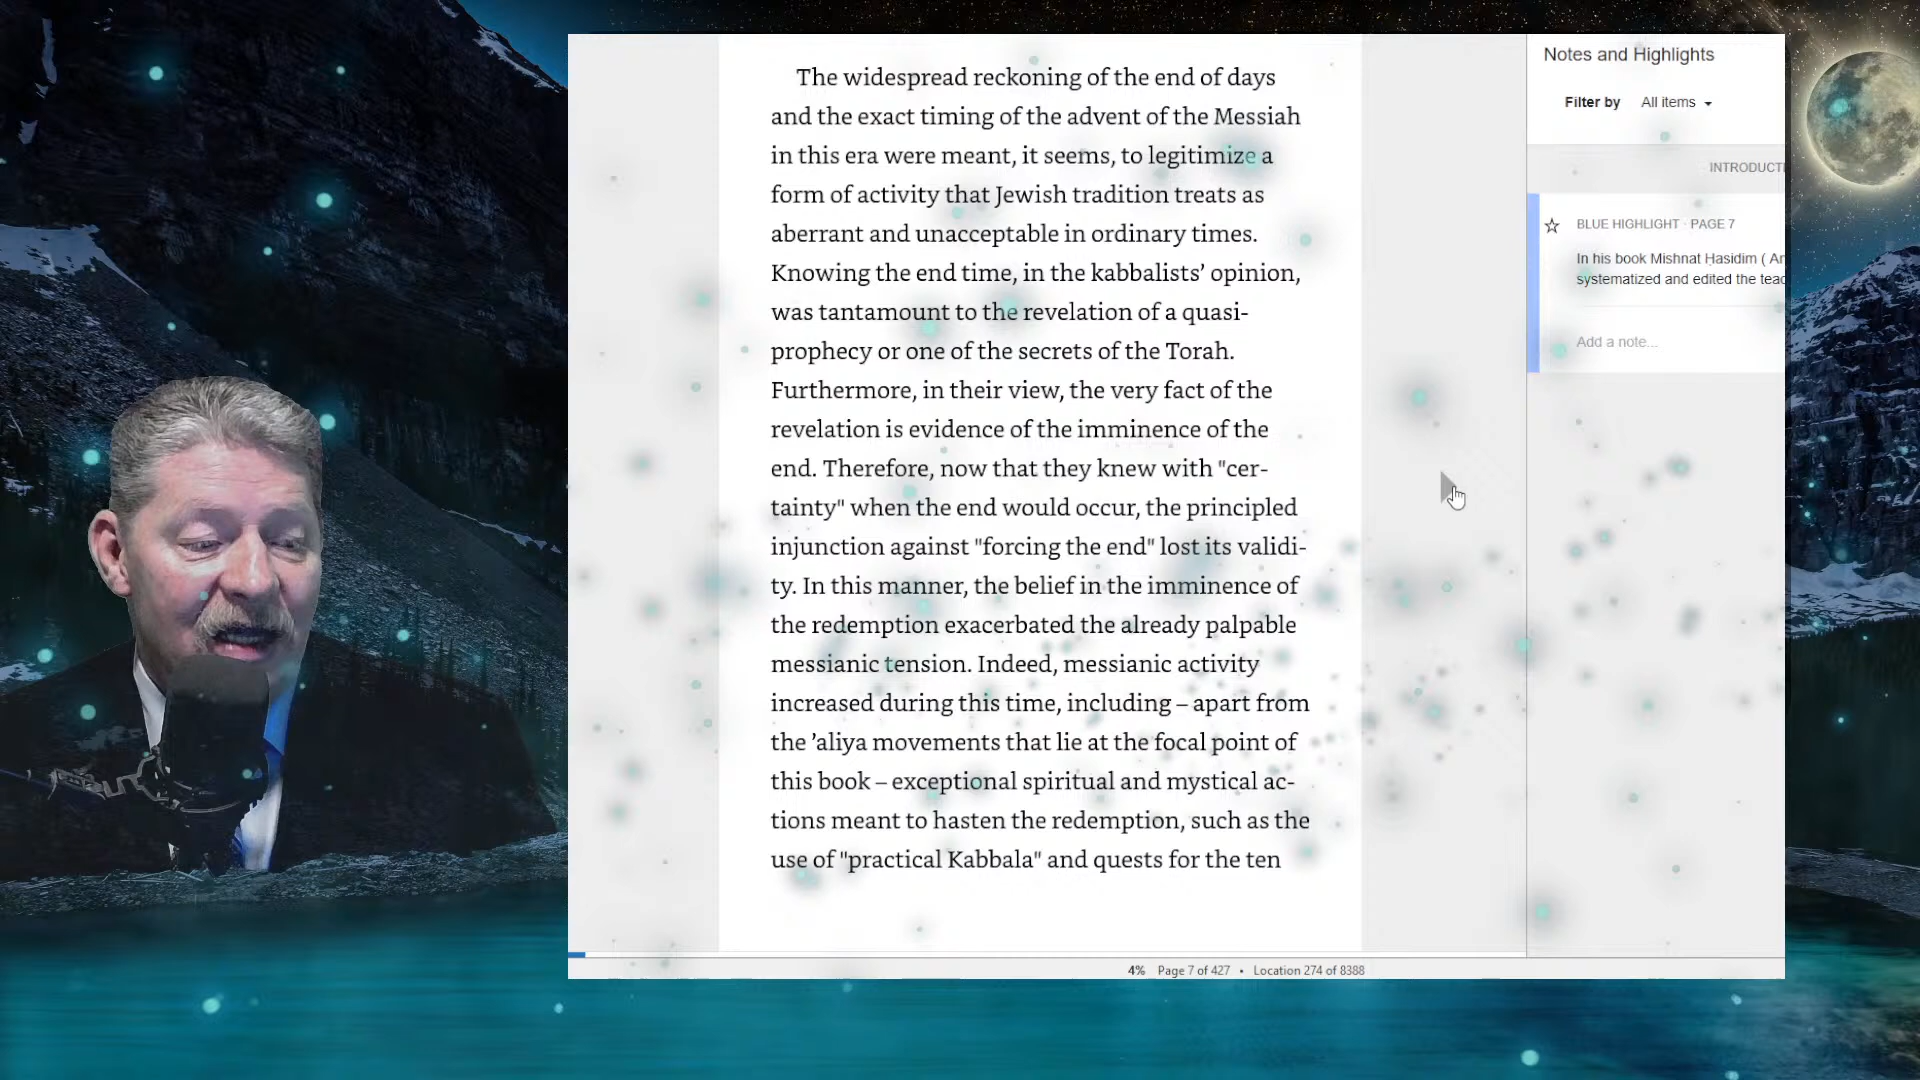 The widespread reckoning of the end of days
and the exact timing of the advent of the Messiah
in this era were meant, it seems, to legitimize a
form of activity that Jewish tradition treats as
aberrant and unacceptable in ordinary times.
Knowing the end time, in the kabbalists’ opinion,
was tantamount to the revelation of a quasi-
prophecy or one of the secrets of the Torah.
Furthermore, in their view, the very fact of the
revelation is evidence of the imminence of the
end. Therefore, now that they knew with "cer-
tainty" when the end would occur, the principled
injunction against "forcing the end" lost its validi-
ty. In this manner, the belief in the imminence of
the redemption exacerbated the already palpable
messianic tension. Indeed, messianic activity
increased during this time, including – apart from
the ’aliya movements that lie at the focal point of
this book – exceptional spiritual and mystical ac-
tions meant to hasten the redemption, such as the
use of "practical Kabbala" and quests for the ten
4% Page 7 of 427 • Location 274 of 8388
Notes and Highlights
Filter by All items
INTRODUCTI
BLUE HIGHLIGHT · PAGE 7
In his book Mishnat Hasidim ( Am
systematized and edited the teac
Add a note...